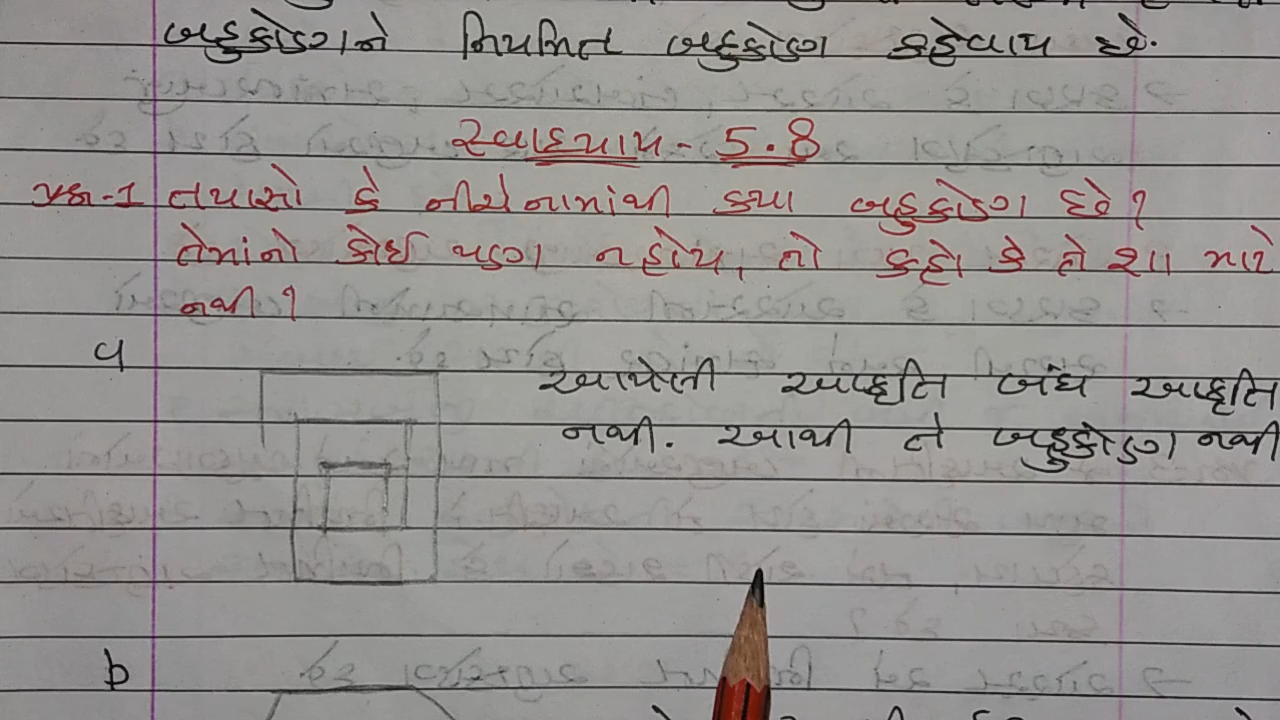 બહુકોણને નિયમિત બહુકોણ કહેવાય છે.
સ્વાધ્યાય - 5.8
પ્રશ્ન-1 તપાસો કે નીચેનામાંથી કયા બહુકોણ છે?
તેમાંનો કોઈ પણ ન હોય, તો કહો કે તે શા માટે
નથી?
a
આપેલી આકૃતિ બંધ આકૃતિ
નથી. આથી તે બહુકોણ નથી
b